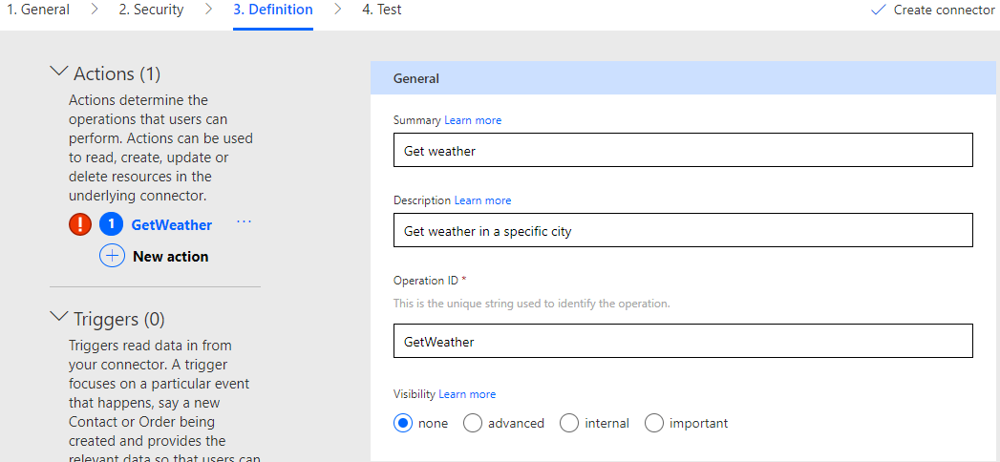 1. General > 2. Security > 3. Definition > 4. Test Create connector
Actions (1)
Actions determine the
operations that users can
perform. Actions can be used
to read, create, update or
delete resources in the
underlying connector.
! 1 GetWeather ...
New action
Triggers (0)
Triggers read data in from
your connector. A trigger
focuses on a particular event
that happens, say a new
Contact or Order being
created and provides the
relevant data so that users can
General
Summary Learn more
Get weather
Description Learn more
Get weather in a specific city
Operation ID *
This is the unique string used to identify the operation.
GetWeather
Visibility Learn more
none advanced internal important